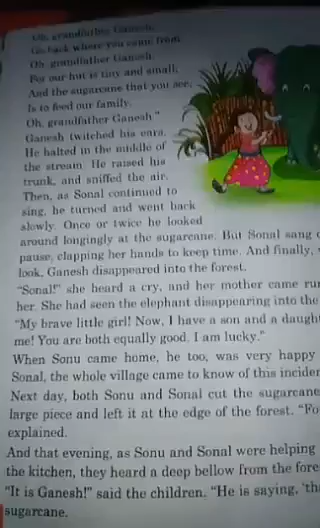 Oh, grandfather Ganesh,
Go back where you came from
Oh, grandfather Ganesh,
For our hut is tiny and small,
And the sugarcane that you see,
Is to feed our family.
Oh, grandfather Ganesh."
Ganesh twitched his ears.
He halted in the middle of
the stream. He raised his
trunk, and sniffed the air.
Then, as Sonal continued to
sing, he turned and went back
slowly. Once or twice he looked
around longingly at the sugarcane. But Sonal sang
pause, clapping her hands to keep time. And finally,
look, Ganesh disappeared into the forest.
"Sonal!" she heard a cry, and her mother came ru
her. She had seen the elephant disappearing into the
"My brave little girl! Now, I have a son and a daugh
me! You are both equally good. I am lucky."
When Sonu came home, he too, was very happy
Sonal, the whole village came to know of this inciden
Next day, both Sonu and Sonal cut the sugarcane
large piece and left it at the edge of the forest. "Fo
explained.
And that evening, as Sonu and Sonal were helping
the kitchen, they heard a deep bellow from the fore
"It is Ganesh!" said the children. "He is saying, 'th
sugarcane.